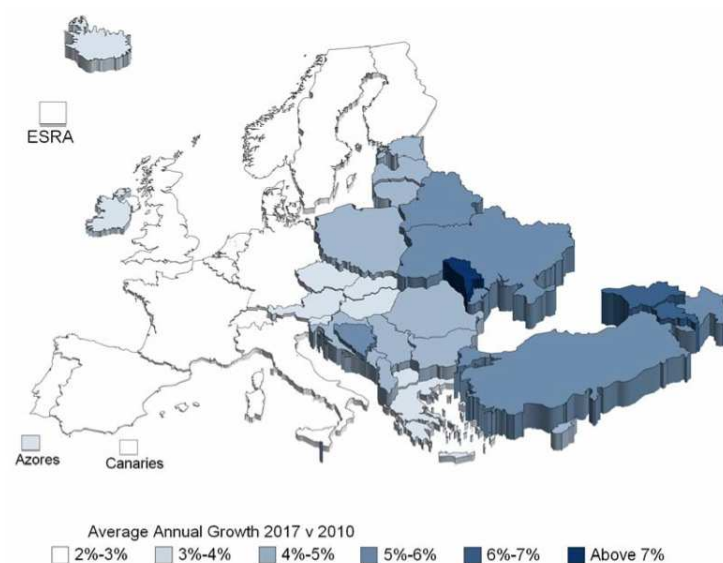 ESRA
Azores
Canaries
Average Annual Growth 2017 v 2010
2%-3% 3%-4% 4%-5% 5%-6% 6%-7% Above 7%